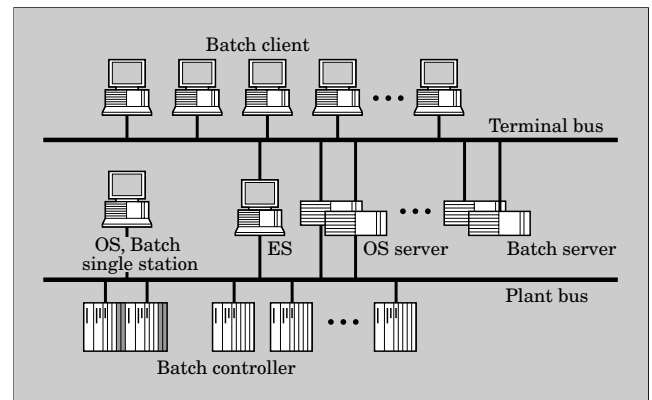 Batch client
Terminal bus
OS, Batch
single station
ES
OS server
Batch server
Plant bus
Batch controller